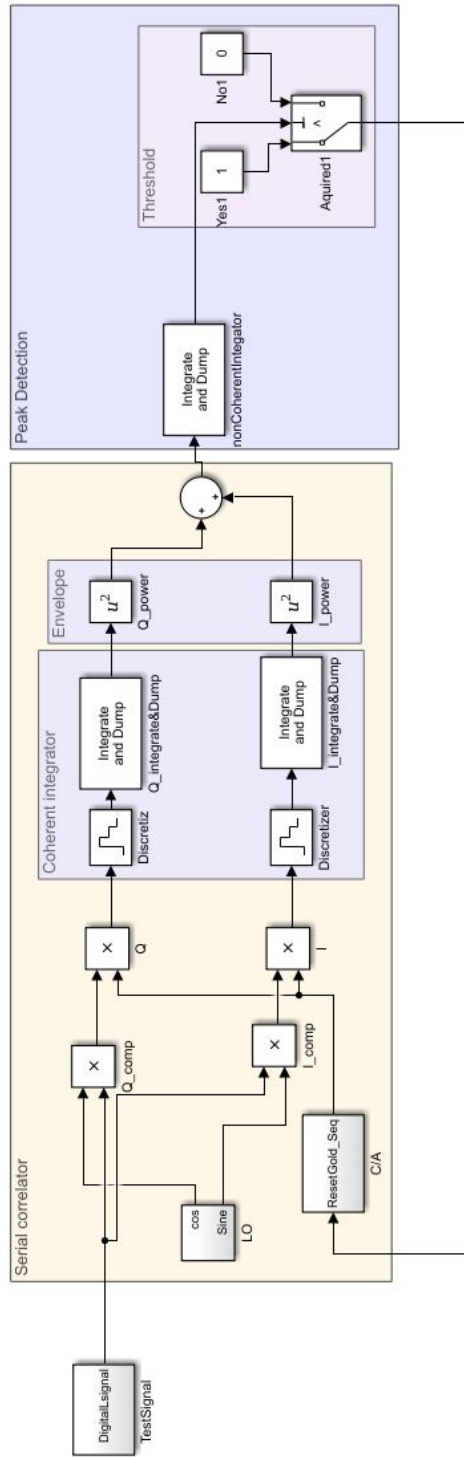 DigitalLsignal
TestSignal
Serial correlator
cos
Sine
LO
ResetGold_Seq
C/A
×
Q_comp
×
I_comp
×
Q
×
I
Coherent integrator
Discretiz
Discretizer
Integrate
and Dump
Q_integrate&Dump
Integrate
and Dump
I_integrate&Dump
Envelope
u²
Q_power
u²
I_power
+
+
Peak Detection
Integrate
and Dump
nonCoherentIntegator
Threshold
1
Yes1
0
No1
<
Aquired1